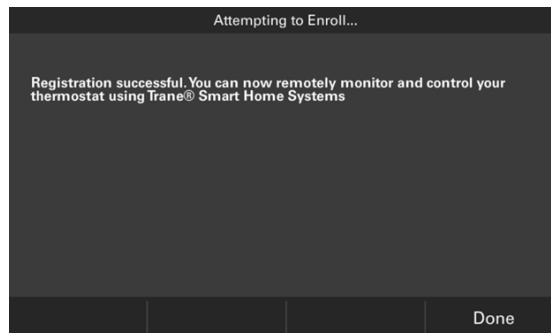 Attempting to Enroll...
Registration successful. You can now remotely monitor and control your
thermostat using Trane® Smart Home Systems
Done